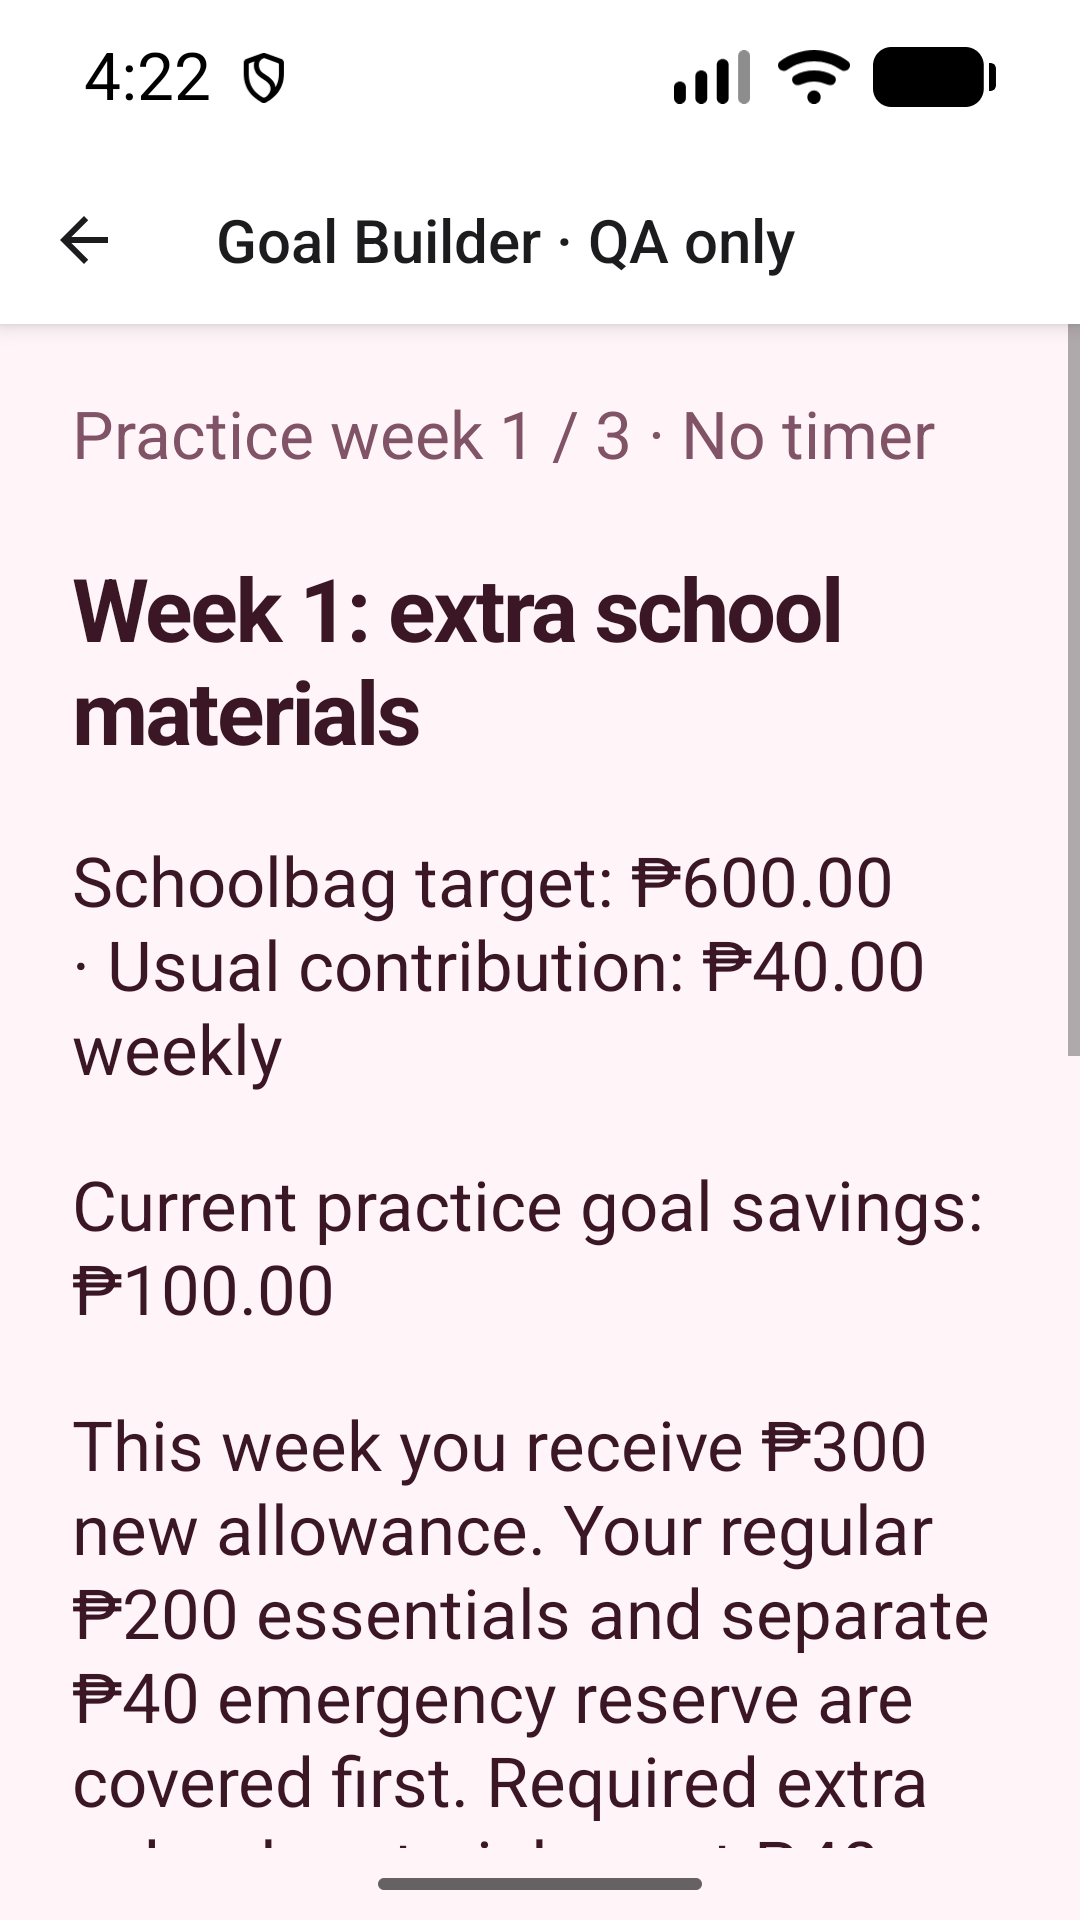 4:22
Goal Builder · QA only
Practice week 1 / 3 · No timer
Week 1: extra school
materials
Schoolbag target: ₱600.00
· Usual contribution: ₱40.00
weekly
Current practice goal savings:
₱100.00
This week you receive ₱300
new allowance. Your regular
₱200 essentials and separate
₱40 emergency reserve are
covered first. Required extra